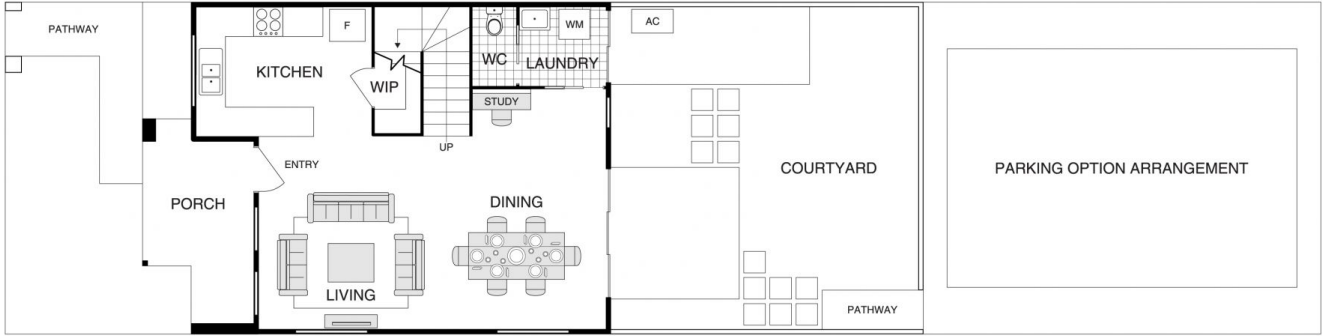 PATHWAY
F
KITCHEN
WIP
WC
WM
LAUNDRY
AC
STUDY
UP
ENTRY
PORCH
LIVING
DINING
COURTYARD
PATHWAY
PARKING OPTION ARRANGEMENT